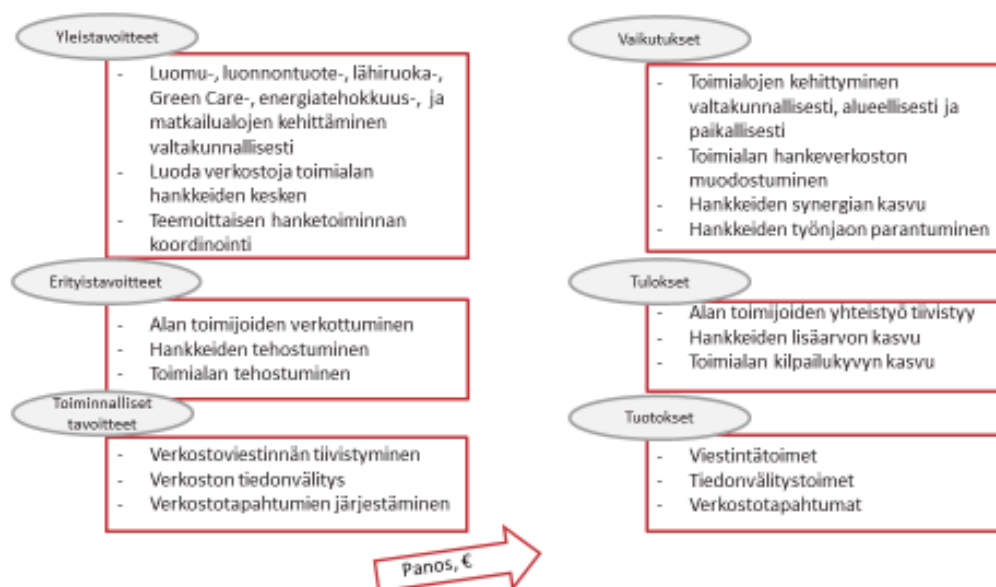 Yleistavoitteet
- Luomu-, luonnontuote-, lähiruoka-,
Green Care-, energiatehokkuus-, ja
matkailualojen kehittäminen
valtakunnallisesti
- Luoda verkostoja toimialan
hankkeiden kesken
- Teemoittaisen hanketoiminnan
koordinointi
Erityistavoitteet
- Alan toimijoiden verkottuminen
- Hankkeiden tehostuminen
- Toimialan tehostuminen
Toiminnalliset
tavoitteet
- Verkostoviestinnän tiivistyminen
- Verkoston tiedonvälitys
- Verkostotapahtumien järjestäminen
Panos, €
Vaikutukset
- Toimialojen kehittyminen
valtakunnallisesti, alueellisesti ja
paikallisesti
- Toimialan hankeverkoston
muodostuminen
- Hankkeiden synergian kasvu
- Hankkeiden työnjaon parantuminen
Tulokset
- Alan toimijoiden yhteistyö tiivistyy
- Hankkeiden lisäarvon kasvu
- Toimialan kilpailukyvyn kasvu
Tuotokset
- Viestintätoimet
- Tiedonvälitystoimet
- Verkostotapahtumat